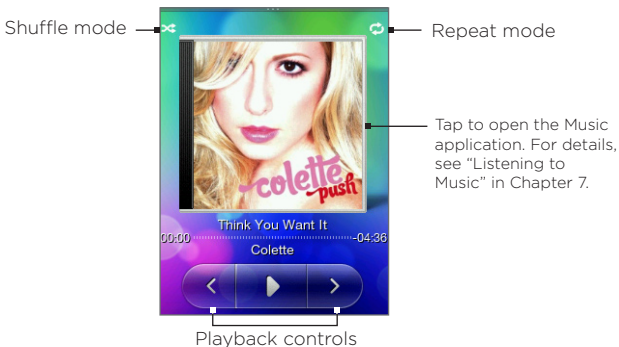 Shuffle mode
Repeat mode
colette
push
Tap to open the Music
application. For details,
see “Listening to
Music” in Chapter 7.
Think You Want It
00:00
-04:36
Colette
Playback controls